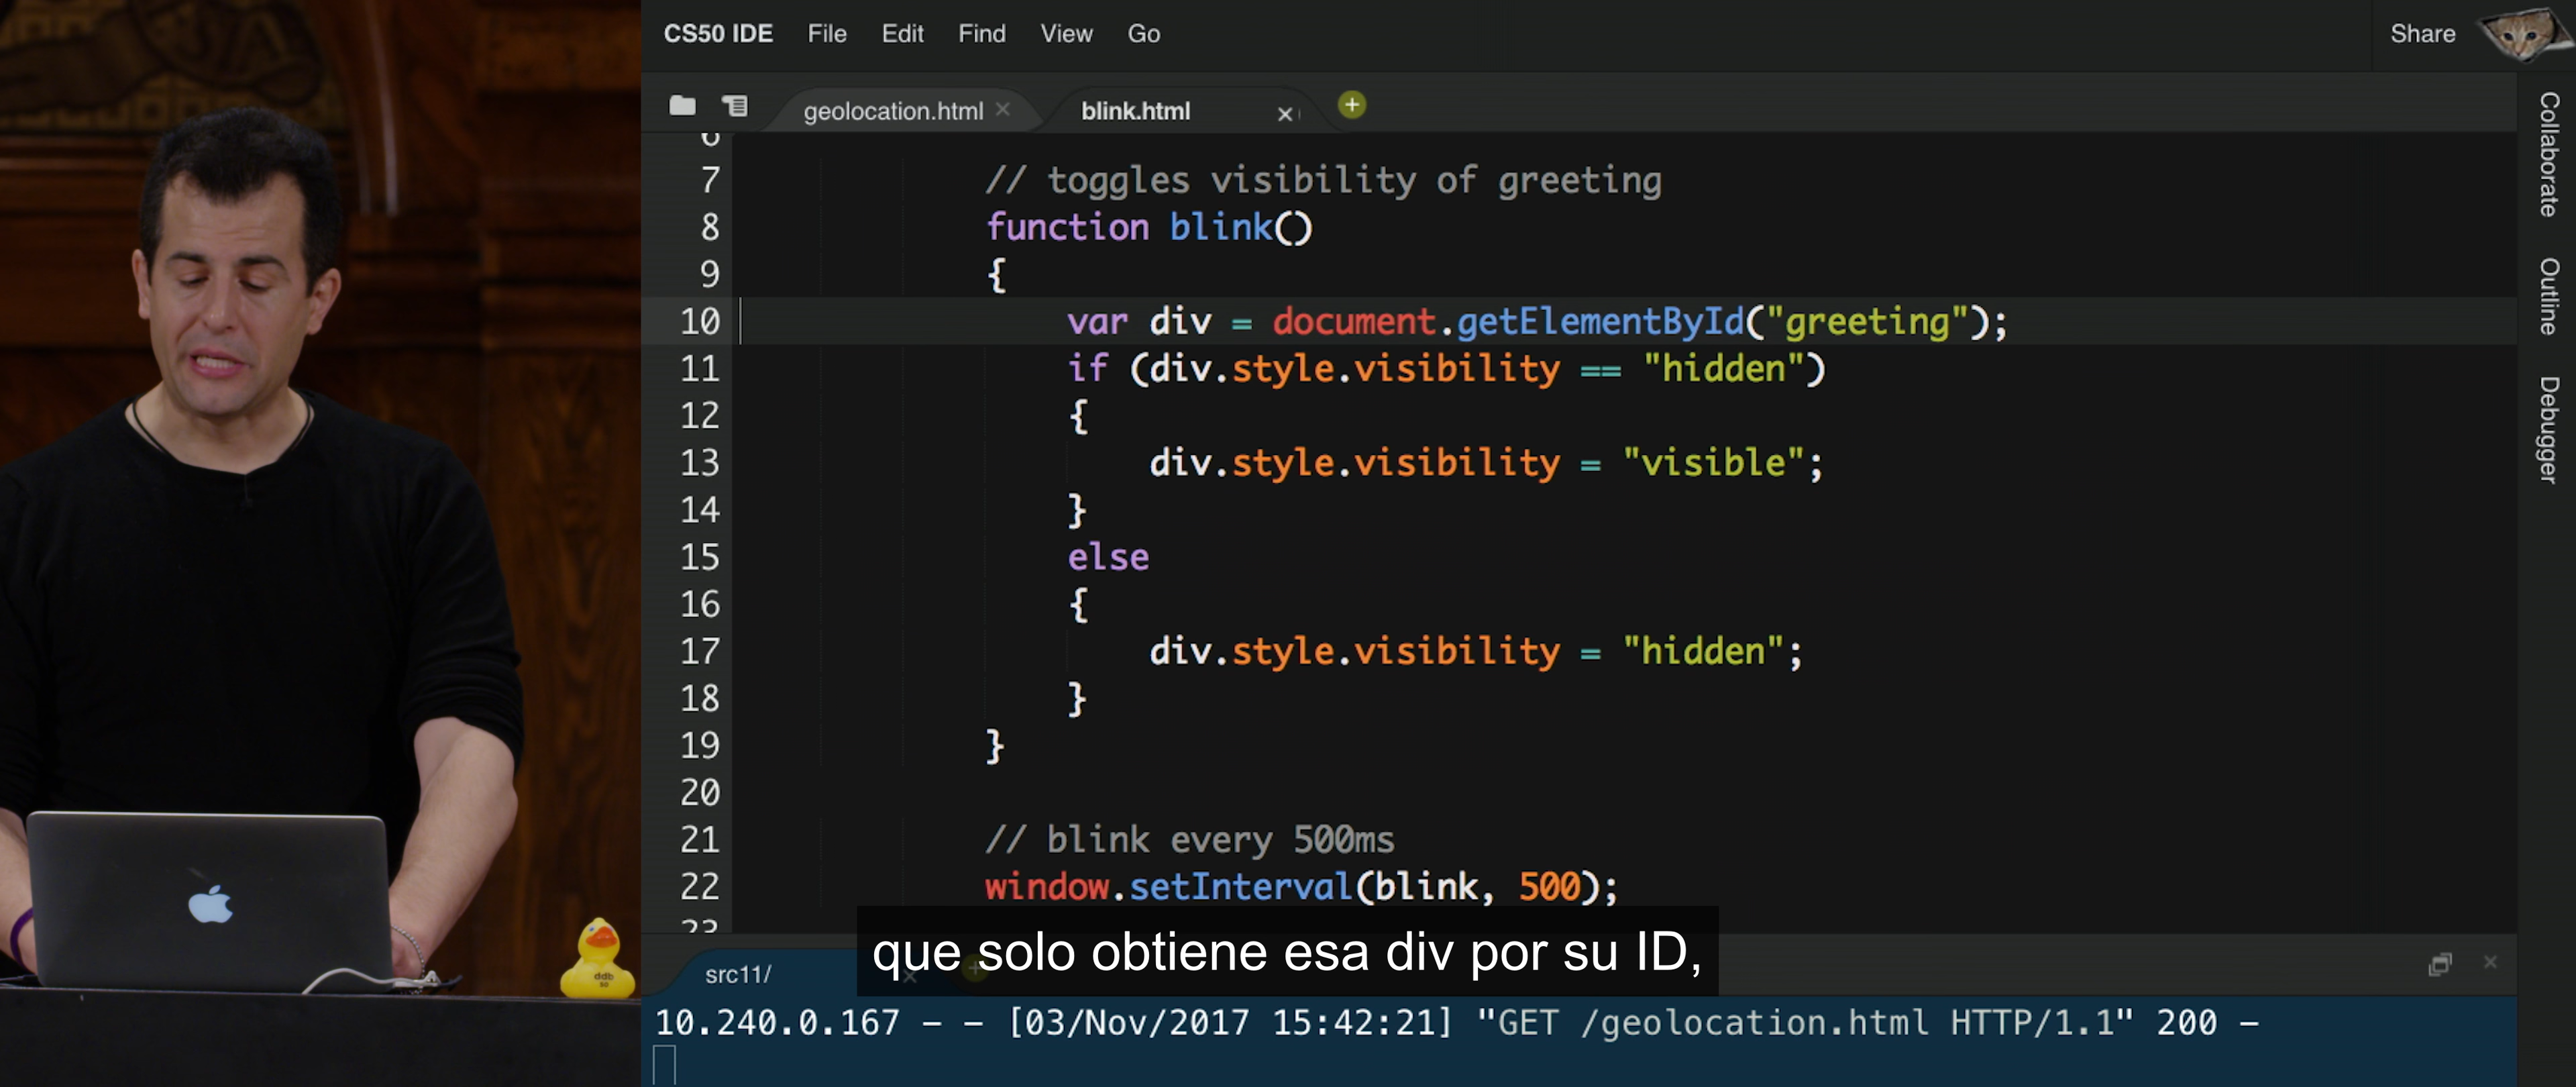 CS50 IDE File Edit Find View Go Share
geolocation.html blink.html
6
7 // toggles visibility of greeting
8 function blink()
9 {
10 var div = document.getElementById("greeting");
11 if (div.style.visibility == "hidden")
12 {
13 div.style.visibility = "visible";
14 }
15 else
16 {
17 div.style.visibility = "hidden";
18 }
19 }
20
21 // blink every 500ms
22 window.setInterval(blink, 500);
23
Collaborate
Outline
Debugger
que solo obtiene esa div por su ID,
src11/
10.240.0.167 - - [03/Nov/2017 15:42:21] "GET /geolocation.html HTTP/1.1" 200 -
ddb
50